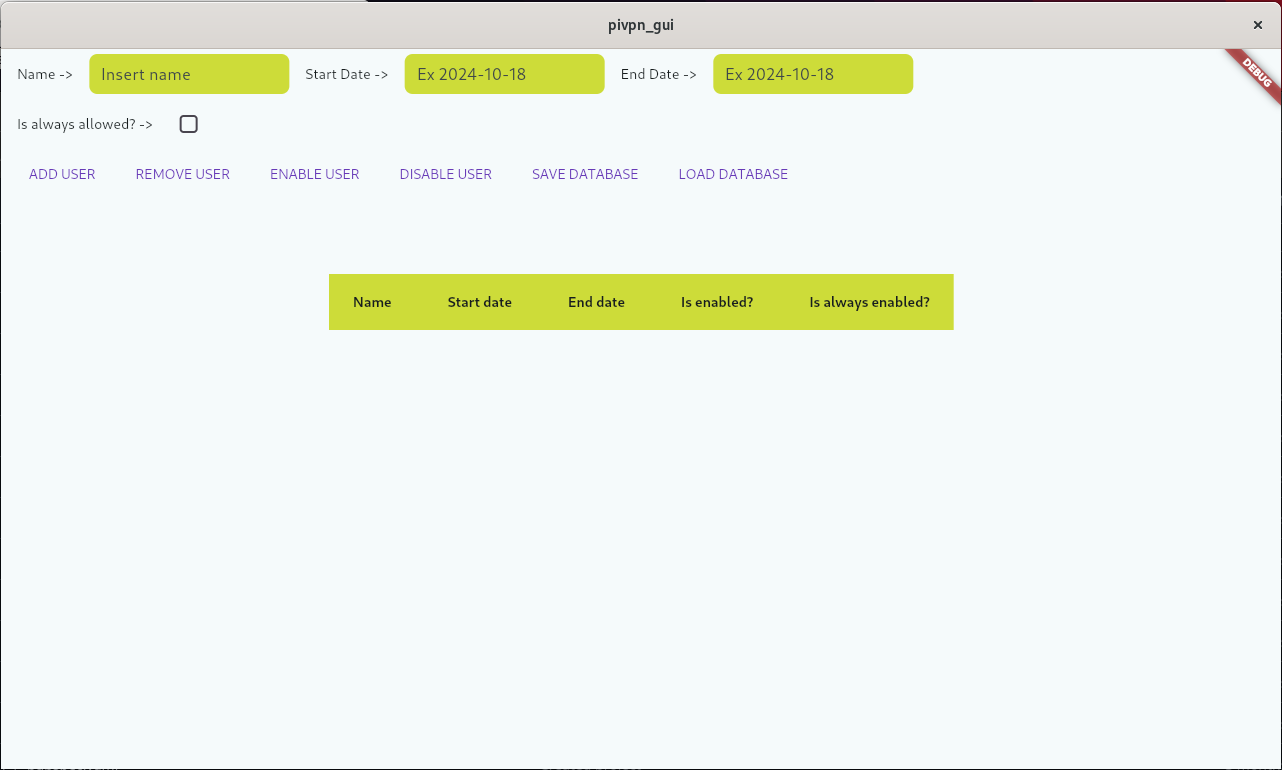 pivpn_gui
Name -> Insert name Start Date -> Ex 2024-10-18 End Date -> Ex 2024-10-18
DEBUG
Is always allowed? ->
ADD USER REMOVE USER ENABLE USER DISABLE USER SAVE DATABASE LOAD DATABASE
Name Start date End date Is enabled? Is always enabled?